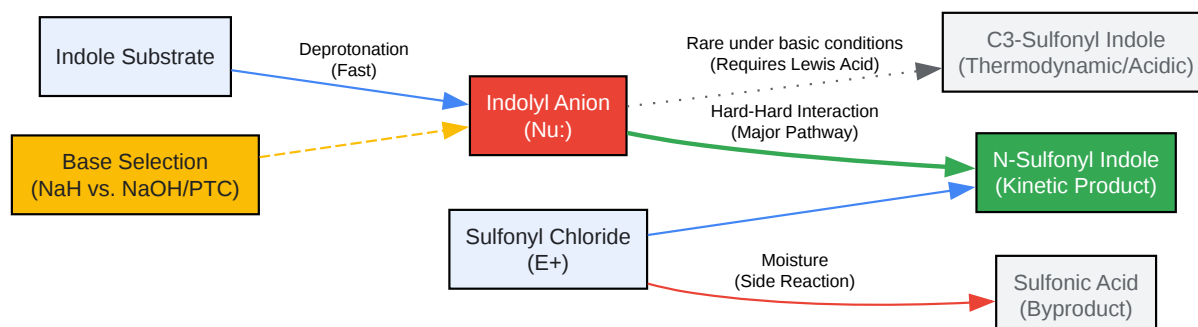 Indole Substrate
Deprotonation
(Fast)
Base Selection
(NaH vs. NaOH/PTC)
Indolyl Anion
(Nu:)
Rare under basic conditions
(Requires Lewis Acid)
C3-Sulfonyl Indole
(Thermodynamic/Acidic)
Hard-Hard Interaction
(Major Pathway)
N-Sulfonyl Indole
(Kinetic Product)
Sulfonyl Chloride
(E+)
Moisture
(Side Reaction)
Sulfonic Acid
(Byproduct)